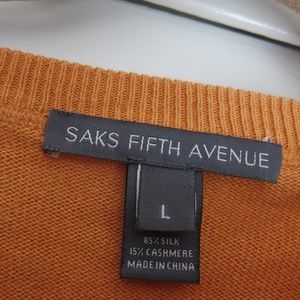 SAKS FIFTH AVENUE
L
85% SILK
15% CASHMERE
MADE IN CHINA